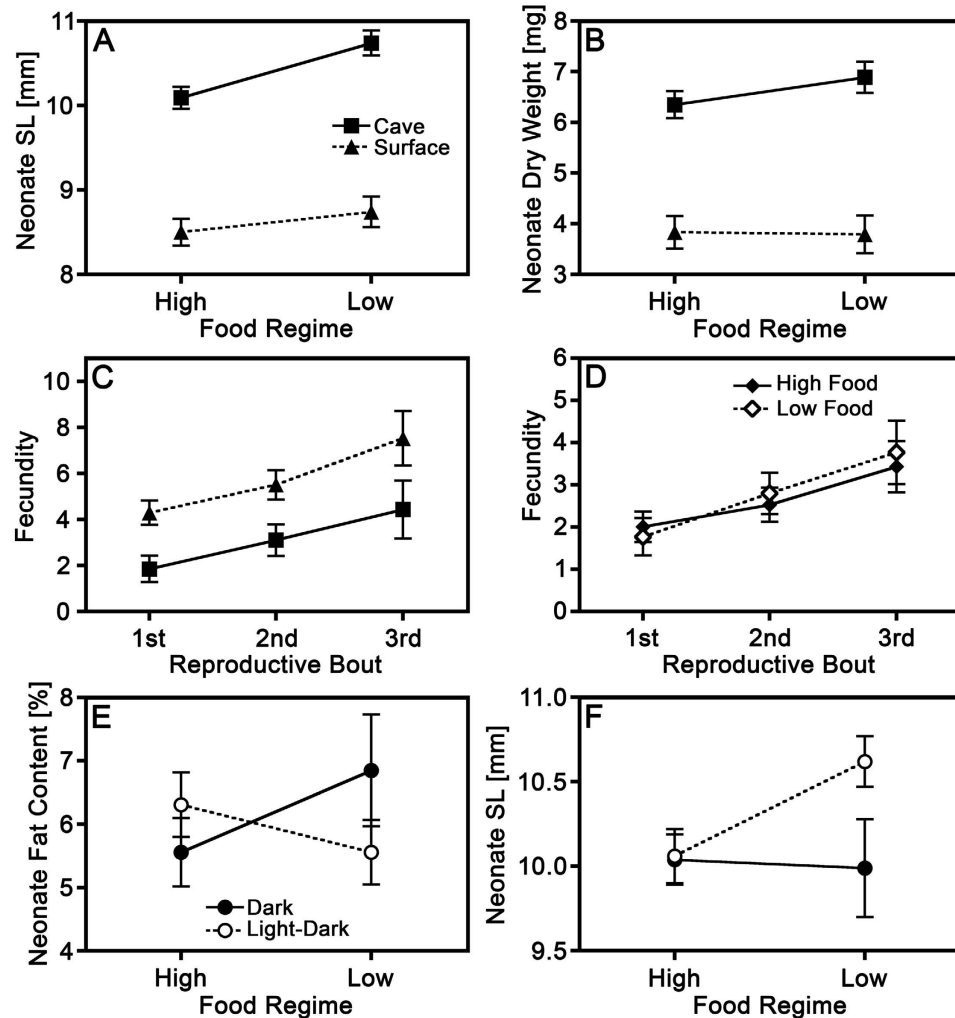 A
Neonate SL [mm]
11
10
9
8
Cave
Surface
High
Low
Food Regime
B
Neonate Dry Weight [mg]
8
7
6
5
4
3
High
Low
Food Regime
C
Fecundity
10
8
6
4
2
0
1st
2nd
3rd
Reproductive Bout
D
Fecundity
6
5
4
3
2
1
0
High Food
Low Food
1st
2nd
3rd
Reproductive Bout
E
Neonate Fat Content [%]
8
7
6
5
4
Dark
Light-Dark
High
Low
Food Regime
F
Neonate SL [mm]
11.0
10.5
10.0
9.5
High
Low
Food Regime